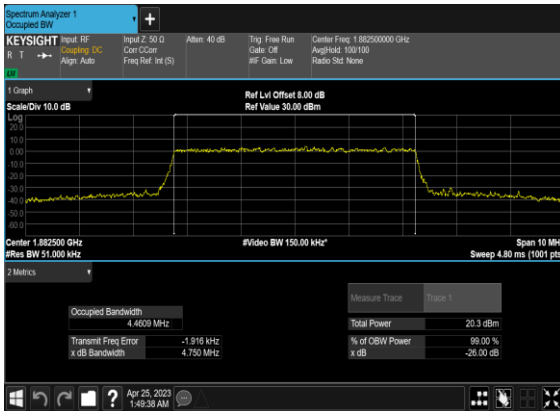 Spectrum Analyzer 1
Occupied BW
+
KEYSIGHT
R T
LXI
Input: RF
Coupling: DC
Align: Auto
Input Z: 50 Ω
Corr CCorr
Freq Ref: Int (S)
Atten: 40 dB
Trig: Free Run
Gate: Off
#IF Gain: Low
Center Freq: 1.882500000 GHz
Avg|Hold: 100/100
Radio Std: None
1 Graph
Scale/Div 10.0 dB
Ref Lvl Offset 8.00 dB
Ref Value 30.00 dBm
Log
20.0
10.0
0.00
-10.0
-20.0
-30.0
-40.0
-50.0
-60.0
Center 1.882500 GHz
#Res BW 51.000 kHz
#Video BW 150.00 kHz*
Span 10 MH
Sweep 4.80 ms (1001 pts
2 Metrics
Measure Trace Trace 1
Occupied Bandwidth
4.4609 MHz
Total Power 20.3 dBm
Transmit Freq Error -1.916 kHz
% of OBW Power 99.00 %
x dB Bandwidth 4.750 MHz
x dB -26.00 dB
?
Apr 25, 2023
1:49:38 AM